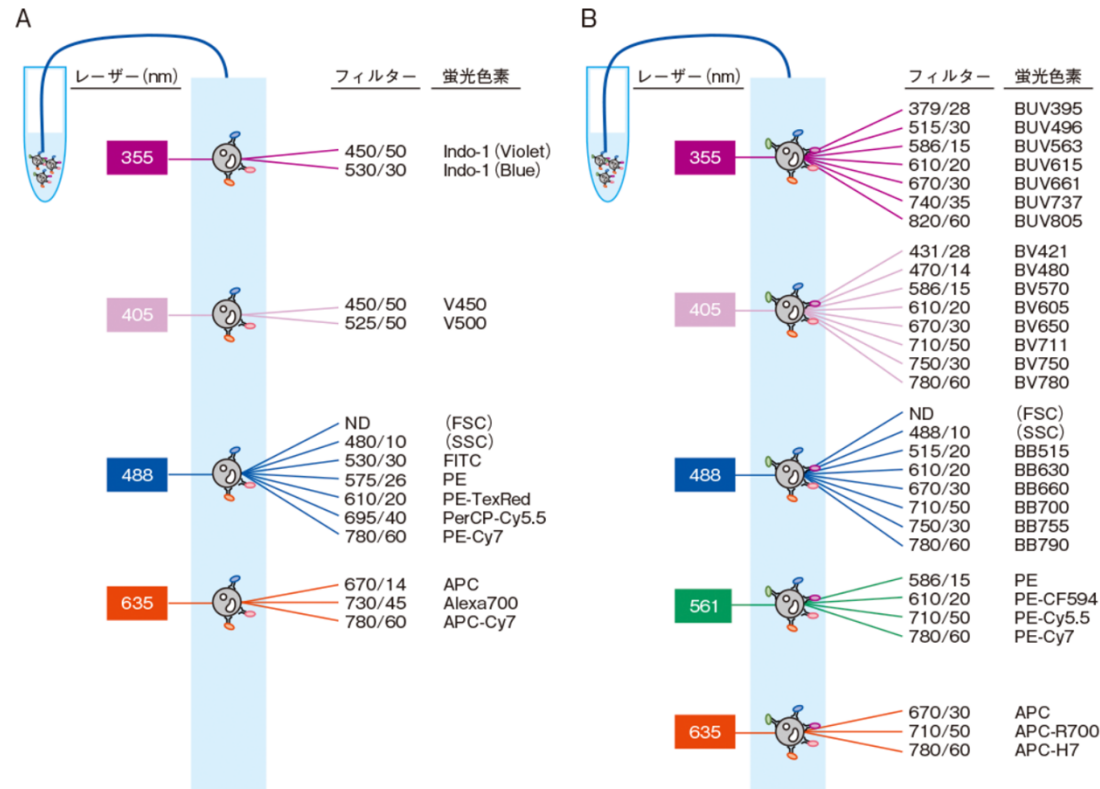 A
レーザー(nm) フィルター 蛍光色素
355
450/50 Indo-1(Violet)
530/30 Indo-1(Blue)
405
450/50 V450
525/50 V500
488
ND (FSC)
480/10 (SSC)
530/30 FITC
575/26 PE
610/20 PE-TexRed
695/40 PerCP-Cy5.5
780/60 PE-Cy7
635
670/14 APC
730/45 Alexa700
780/60 APC-Cy7
B
レーザー(nm) フィルター 蛍光色素
355
379/28 BUV395
515/30 BUV496
586/15 BUV563
610/20 BUV615
670/30 BUV661
740/35 BUV737
820/60 BUV805
405
431/28 BV421
470/14 BV480
586/15 BV570
610/20 BV605
670/30 BV650
710/50 BV711
750/30 BV750
780/60 BV780
488
ND (FSC)
488/10 (SSC)
515/20 BB515
610/20 BB630
670/30 BB660
710/50 BB700
750/30 BB755
780/60 BB790
561
586/15 PE
610/20 PE-CF594
710/50 PE-Cy5.5
780/60 PE-Cy7
635
670/30 APC
710/50 APC-R700
780/60 APC-H7